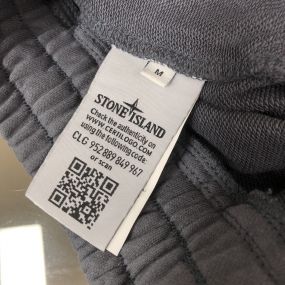 M
STONE ISLAND
Check the authenticity on
WWW.CERTILOGO.COM
using the following code:
CLG 952 889 849 967
or scan